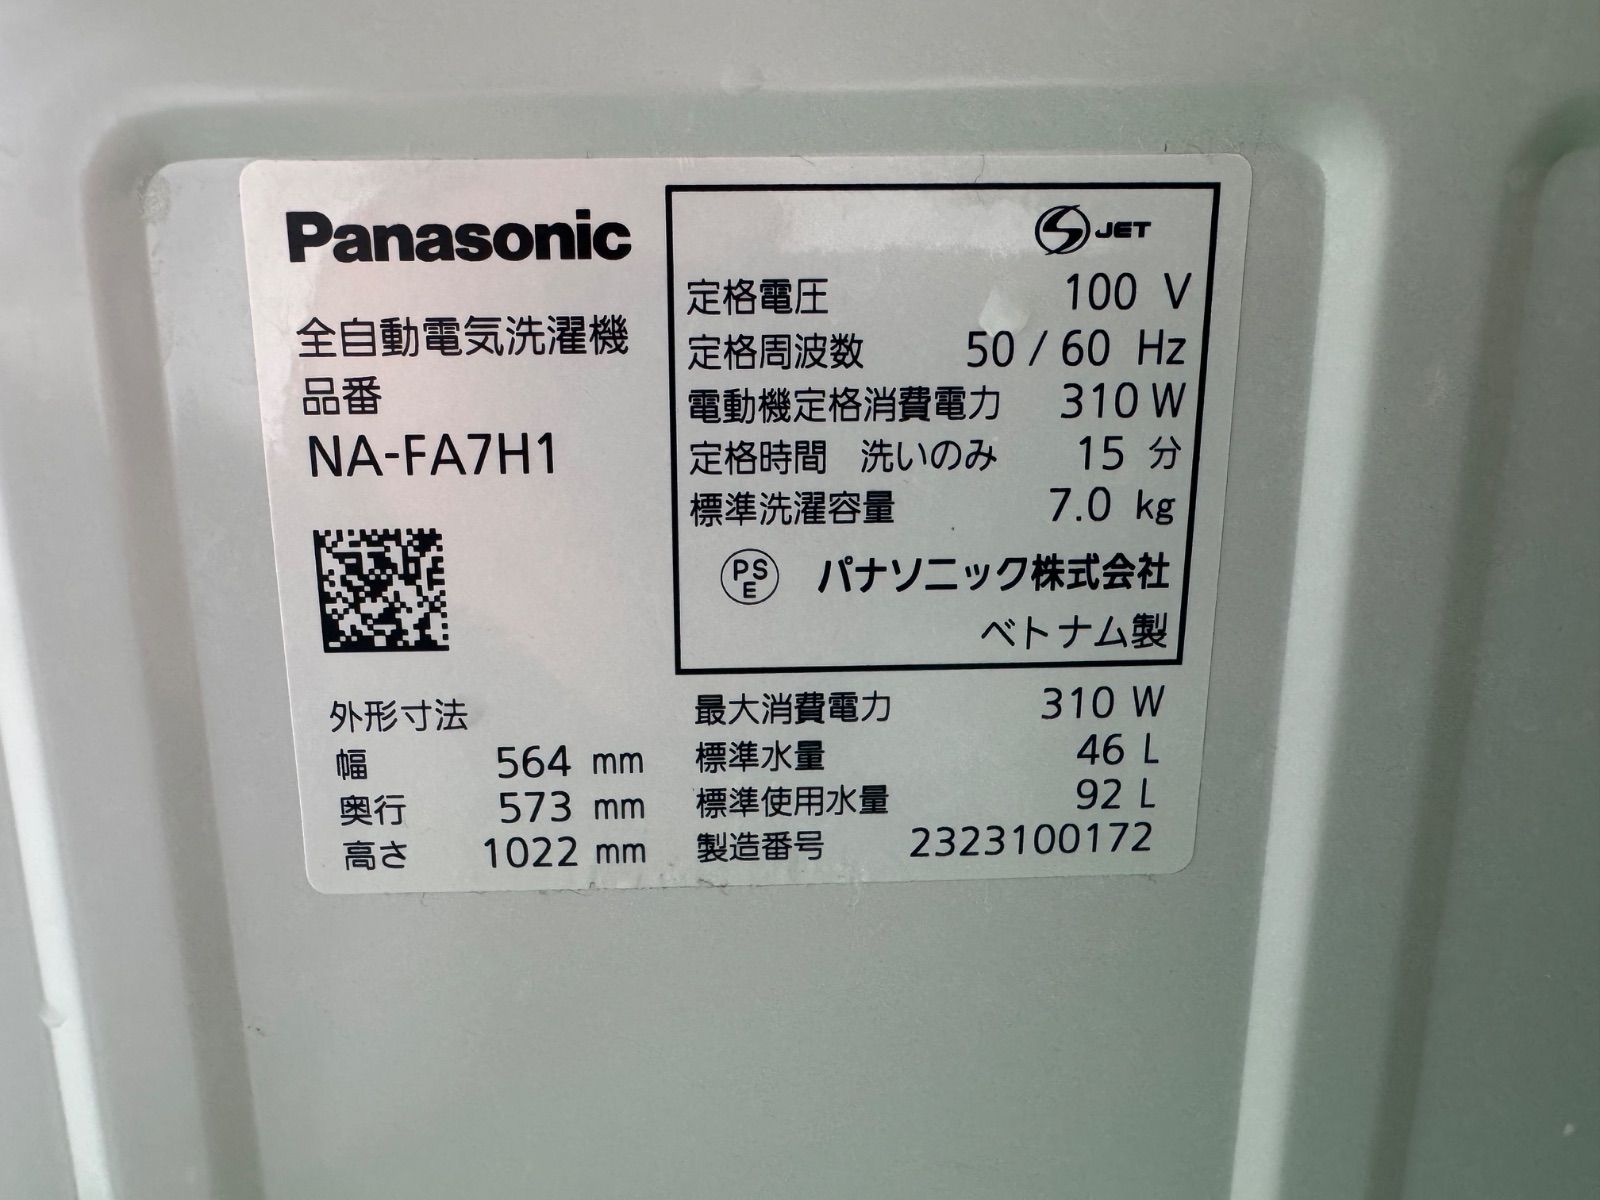 Panasonic
全自動電気洗濯機
品番
NA-FA7H1
外形寸法
幅 564 mm
奥行 573 mm
高さ 1022 mm
S JET
定格電圧 100 V
定格周波数 50 / 60 Hz
電動機定格消費電力 310 W
定格時間 洗いのみ 15 分
標準洗濯容量 7.0 kg
PS
E
パナソニック株式会社
ベトナム製
最大消費電力 310 W
標準水量 46 L
標準使用水量 92 L
製造番号 2323100172